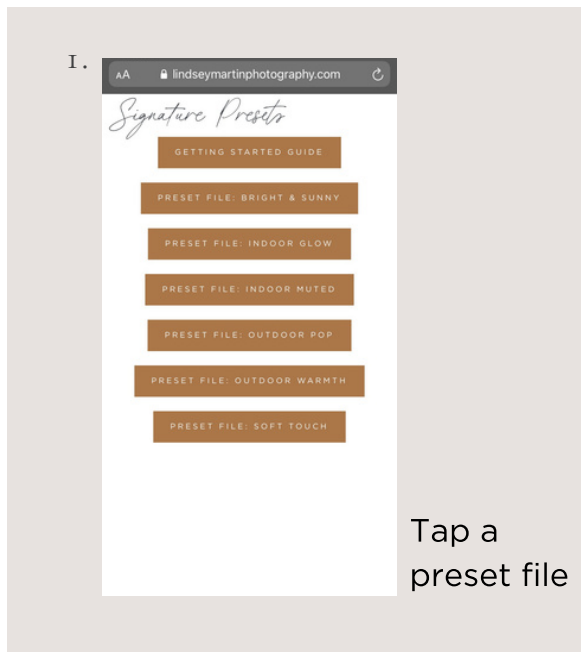 I.
AA lindseymartinphotography.com
Signature Presets
GETTING STARTED GUIDE
PRESET FILE: BRIGHT & SUNNY
PRESET FILE: INDOOR GLOW
PRESET FILE: INDOOR MUTED
PRESET FILE: OUTDOOR POP
PRESET FILE: OUTDOOR WARMTH
PRESET FILE: SOFT TOUCH
Tap a
preset file